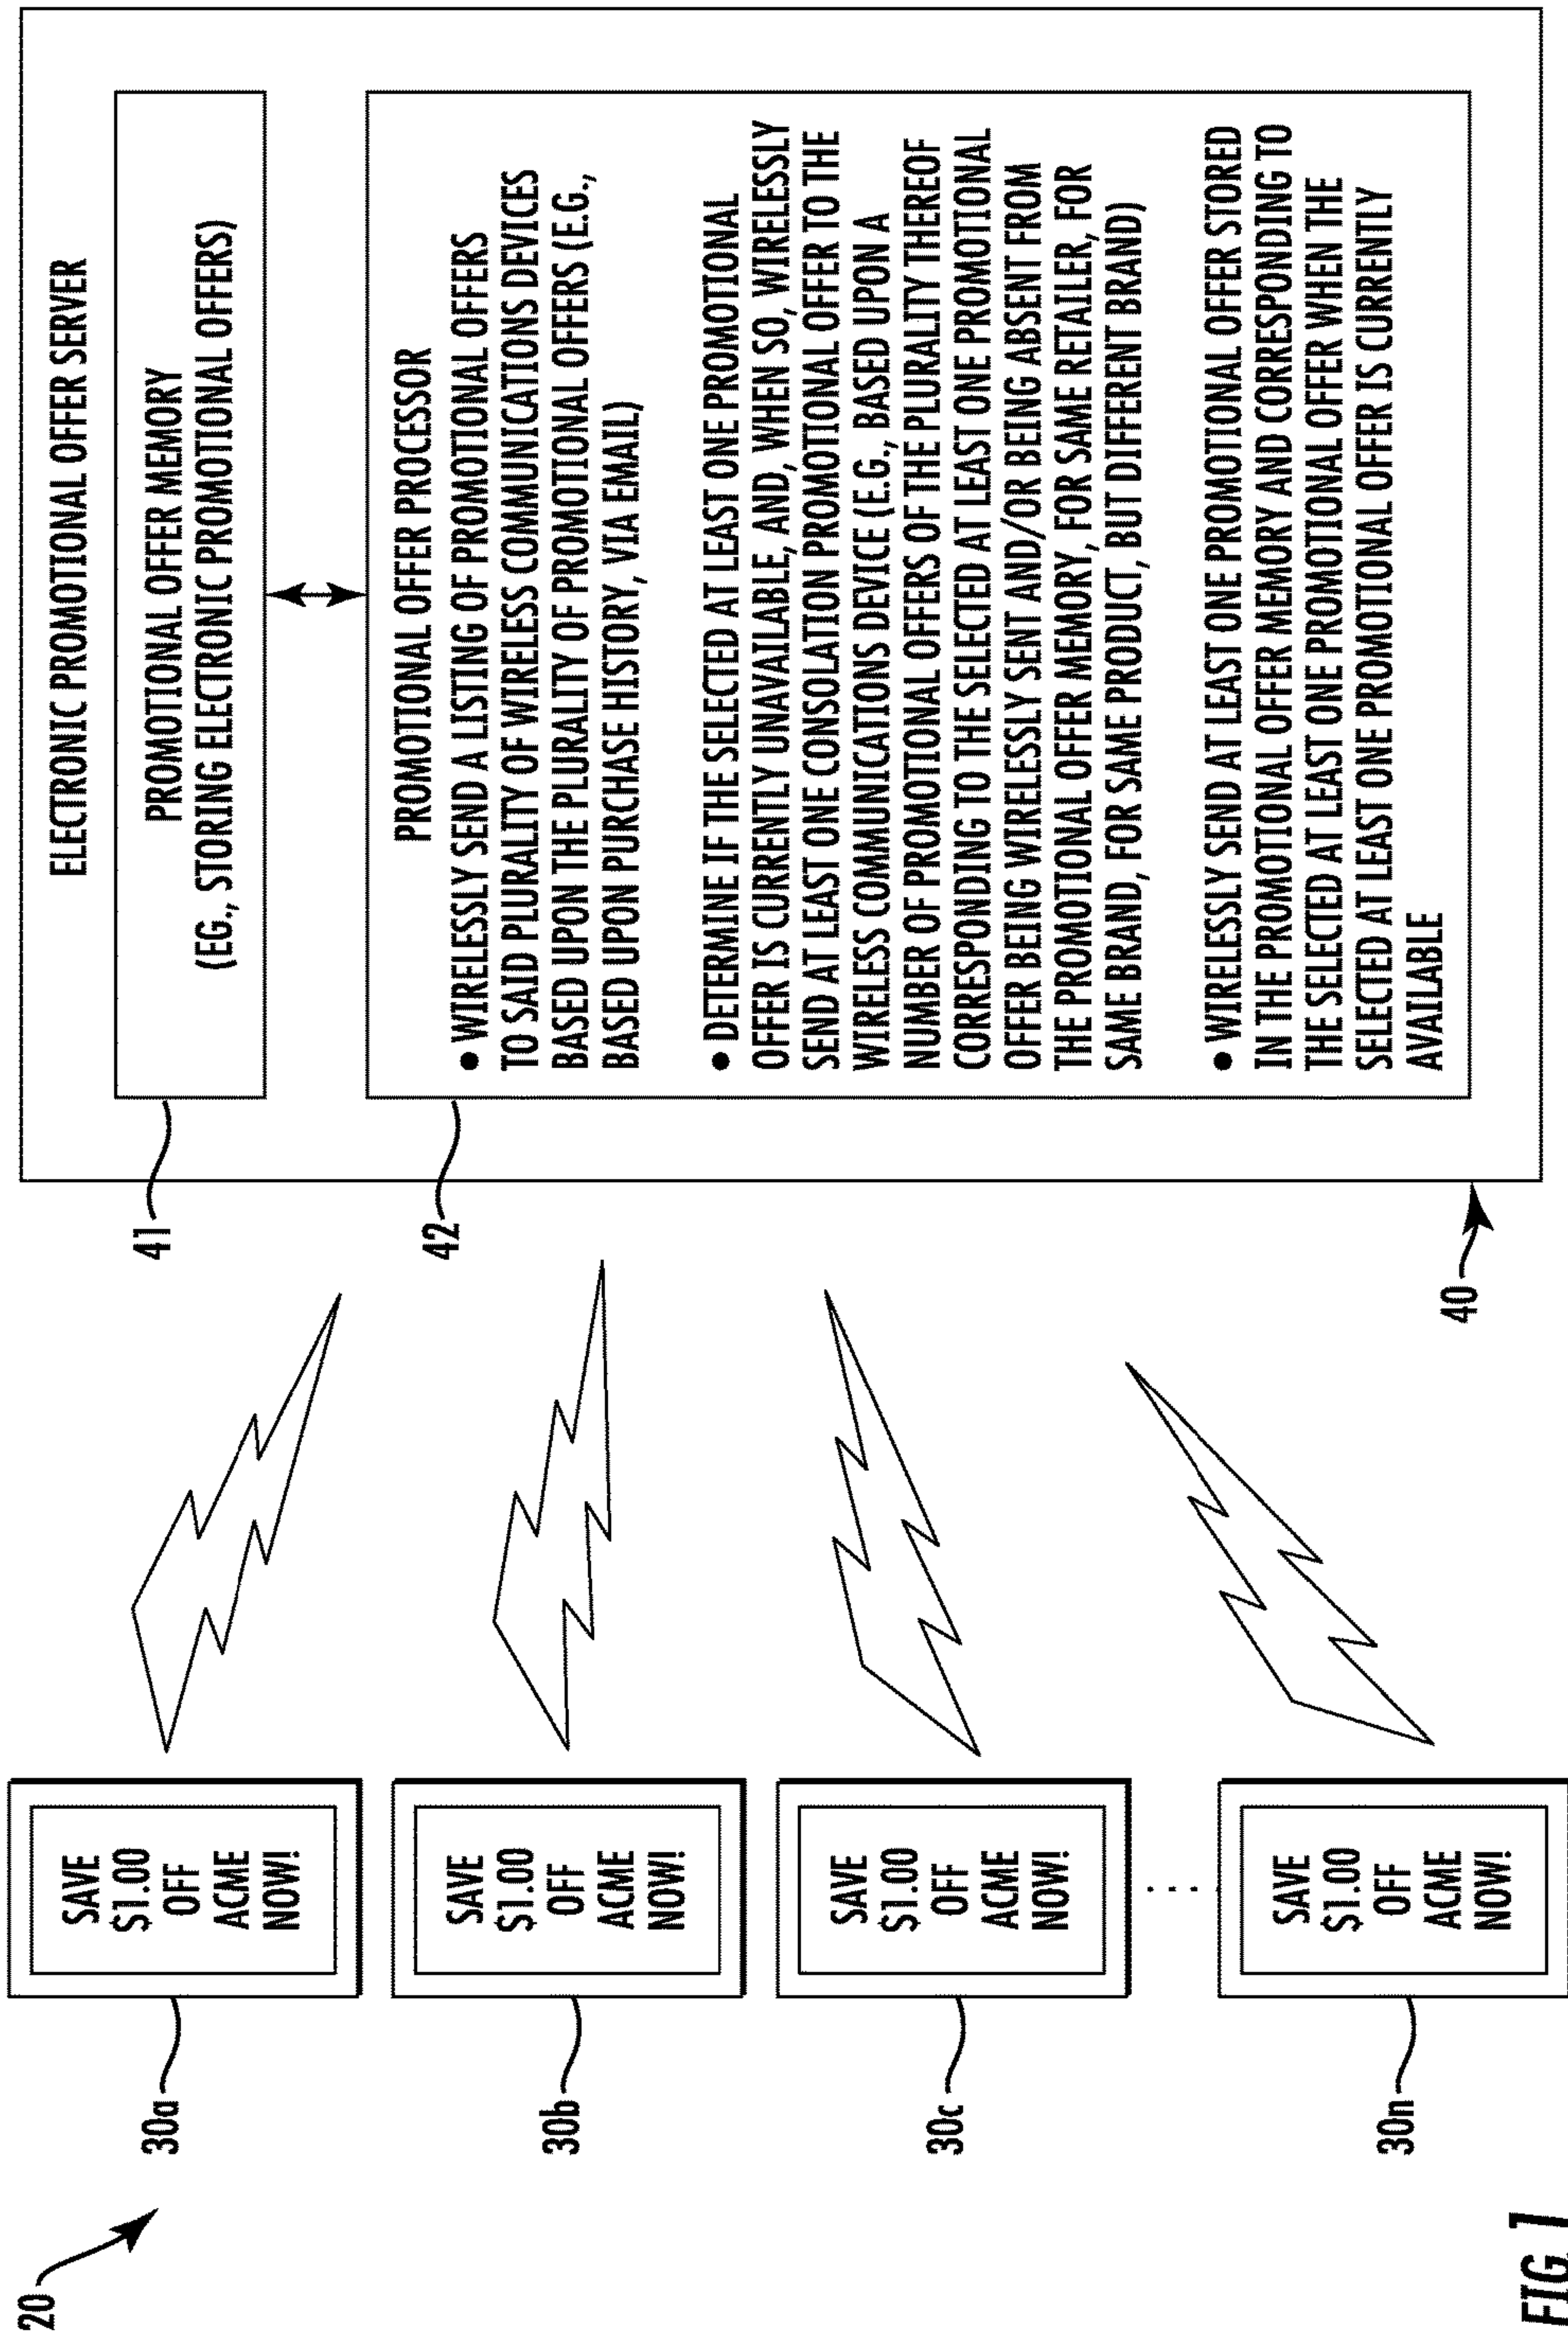 20
30a
SAVE
$1.00
OFF
ACME
NOW!
30b
SAVE
$1.00
OFF
ACME
NOW!
30c
SAVE
$1.00
OFF
ACME
NOW!
30n
SAVE
$1.00
OFF
ACME
NOW!
ELECTRONIC PROMOTIONAL OFFER SERVER
41
PROMOTIONAL OFFER MEMORY
(EG., STORING ELECTRONIC PROMOTIONAL OFFERS)
42
PROMOTIONAL OFFER PROCESSOR
● WIRELESSLY SEND A LISTING OF PROMOTIONAL OFFERS
TO SAID PLURALITY OF WIRELESS COMMUNICATIONS DEVICES
BASED UPON THE PLURALITY OF PROMOTIONAL OFFERS (E.G.,
BASED UPON PURCHASE HISTORY, VIA EMAIL)
● DETERMINE IF THE SELECTED AT LEAST ONE PROMOTIONAL
OFFER IS CURRENTLY UNAVAILABLE, AND, WHEN SO, WIRELESSLY
SEND AT LEAST ONE CONSOLATION PROMOTIONAL OFFER TO THE
WIRELESS COMMUNICATIONS DEVICE (E.G., BASED UPON A
NUMBER OF PROMOTIONAL OFFERS OF THE PLURALITY THEREOF
CORRESPONDING TO THE SELECTED AT LEAST ONE PROMOTIONAL
OFFER BEING WIRELESSLY SENT AND/OR BEING ABSENT FROM
THE PROMOTIONAL OFFER MEMORY, FOR SAME RETAILER, FOR
SAME BRAND, FOR SAME PRODUCT, BUT DIFFERENT BRAND)
● WIRELESSLY SEND AT LEAST ONE PROMOTIONAL OFFER STORED
IN THE PROMOTIONAL OFFER MEMORY AND CORRESPONDING TO
THE SELECTED AT LEAST ONE PROMOTIONAL OFFER WHEN THE
SELECTED AT LEAST ONE PROMOTIONAL OFFER IS CURRENTLY
AVAILABLE
40
FIG. 1